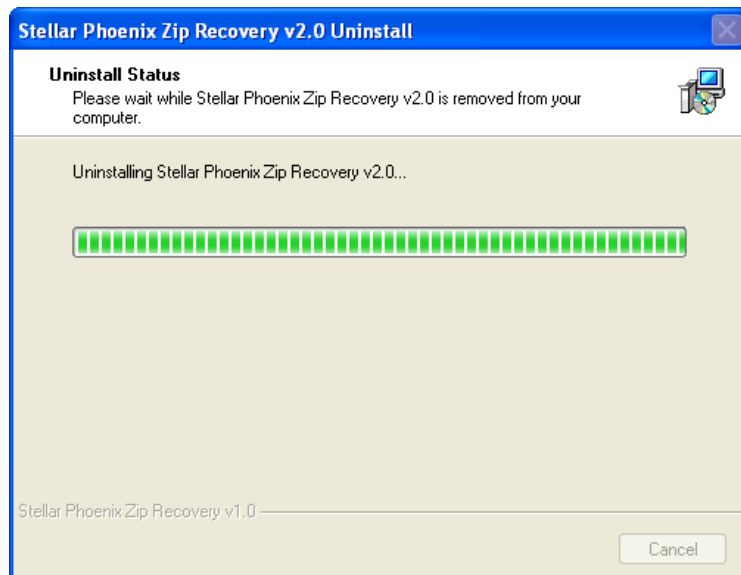 Stellar Phoenix Zip Recovery v2.0 Uninstall
Uninstall Status
Please wait while Stellar Phoenix Zip Recovery v2.0 is removed from your
computer.
Uninstalling Stellar Phoenix Zip Recovery v2.0...
Stellar Phoenix Zip Recovery v1.0
Cancel